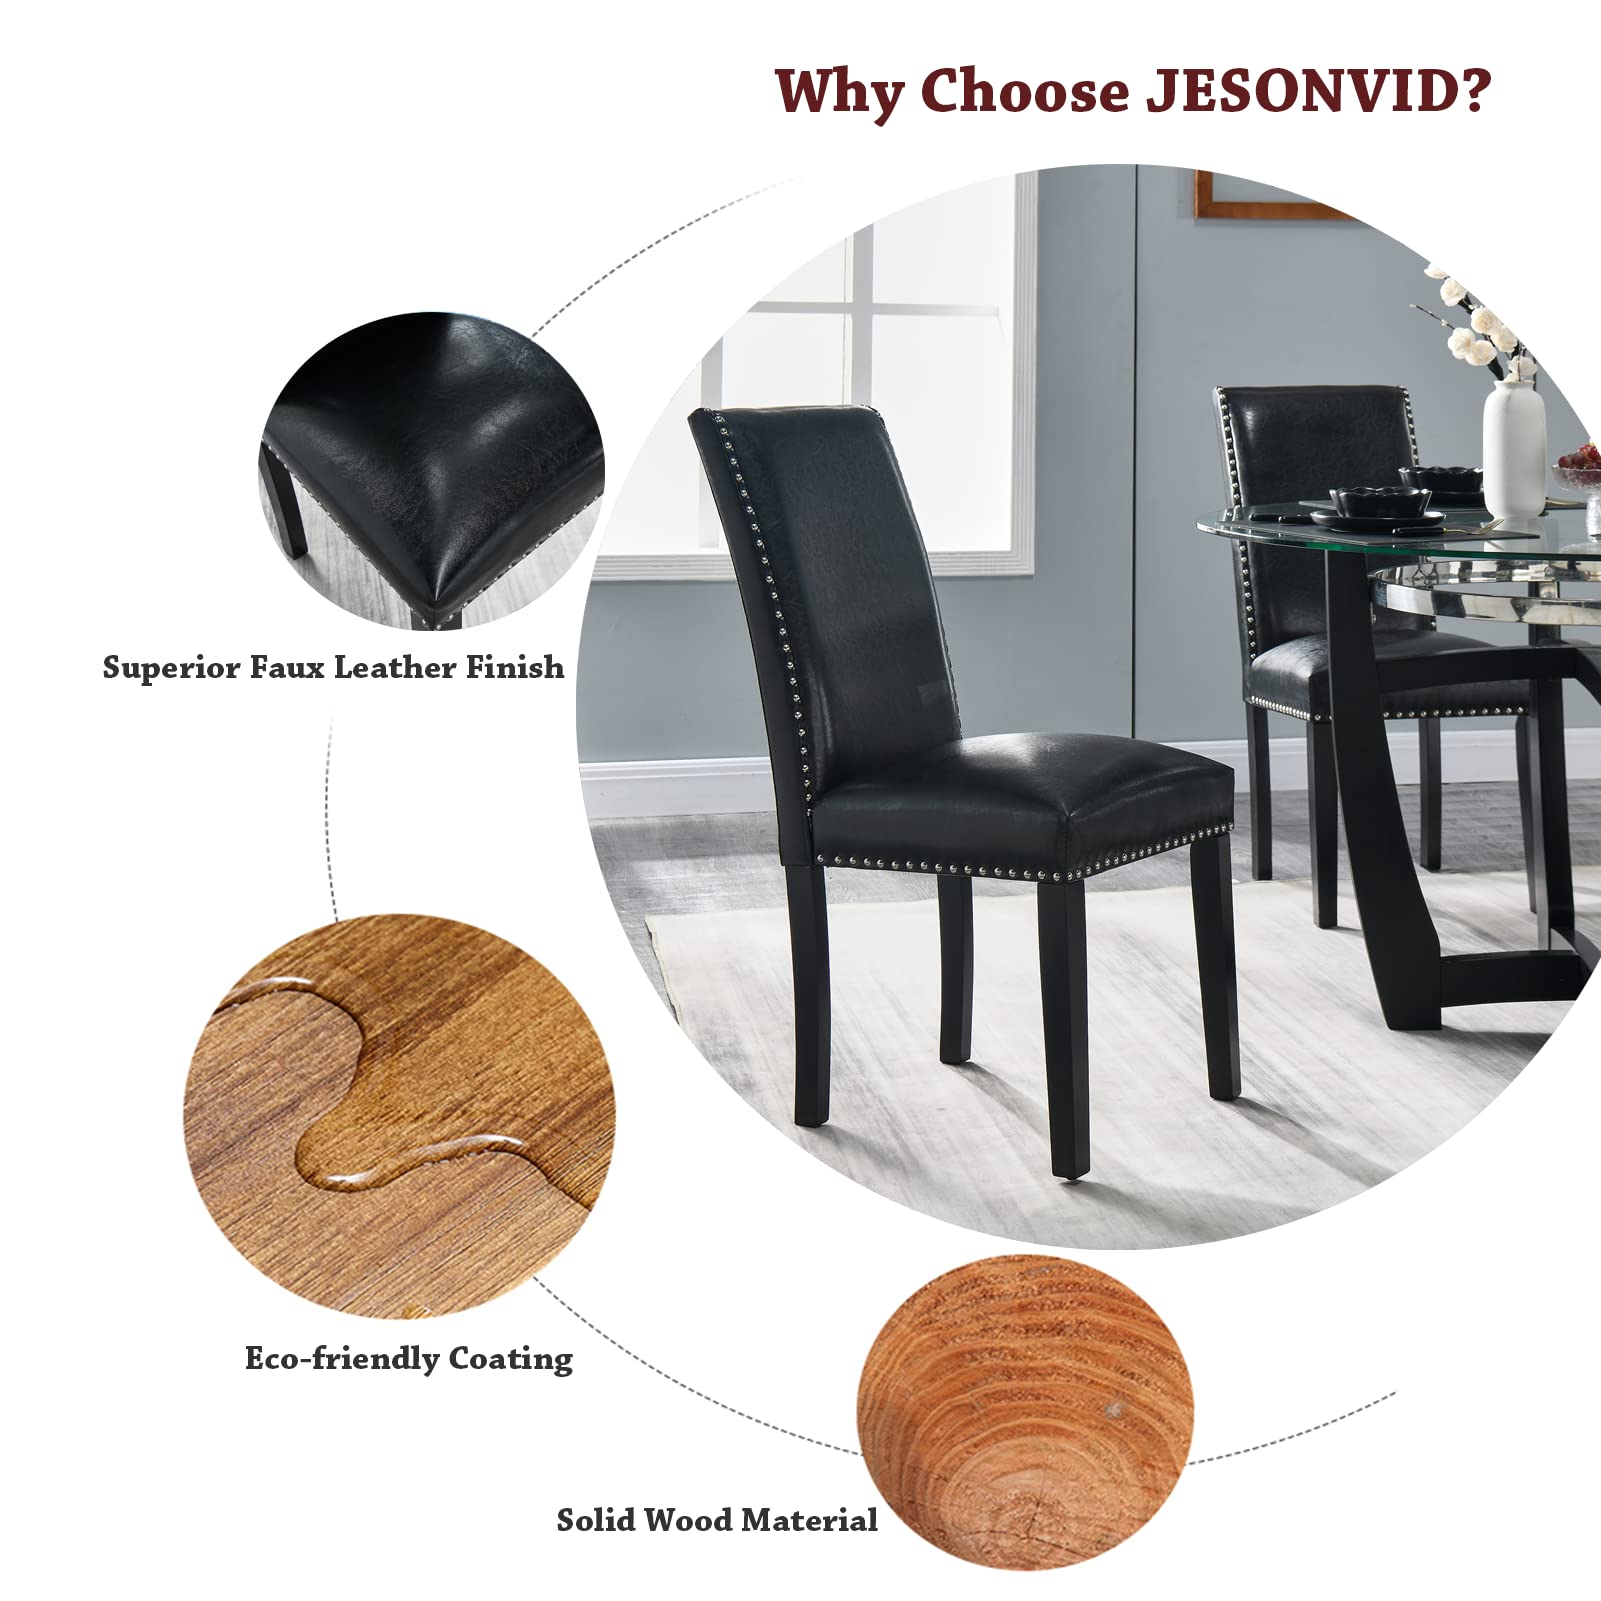 Why Choose JESONVID?
Superior Faux Leather Finish
Eco-friendly Coating
Solid Wood Material